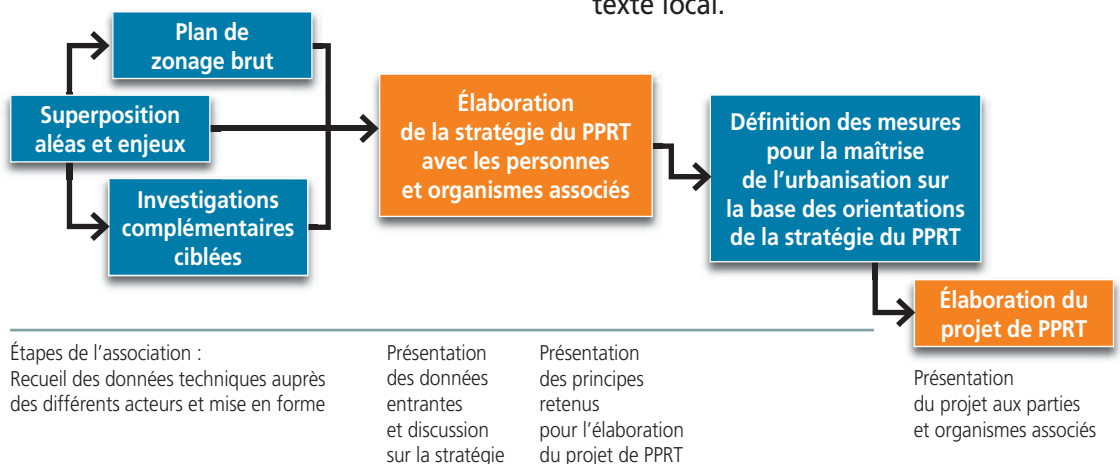 texte local.
Plan de
zonage brut
Superposition
aléas et enjeux
Investigations
complémentaires
ciblées
Élaboration
de la stratégie du PPRT
avec les personnes
et organismes associés
Définition des mesures
pour la maîtrise
de l’urbanisation sur
la base des orientations
de la stratégie du PPRT
Élaboration du
projet de PPRT
Étapes de l’association :
Recueil des données techniques auprès
des différents acteurs et mise en forme
Présentation
des données
entrantes
et discussion
sur la stratégie
Présentation
des principes
retenus
pour l’élaboration
du projet de PPRT
Présentation
du projet aux parties
et organismes associés